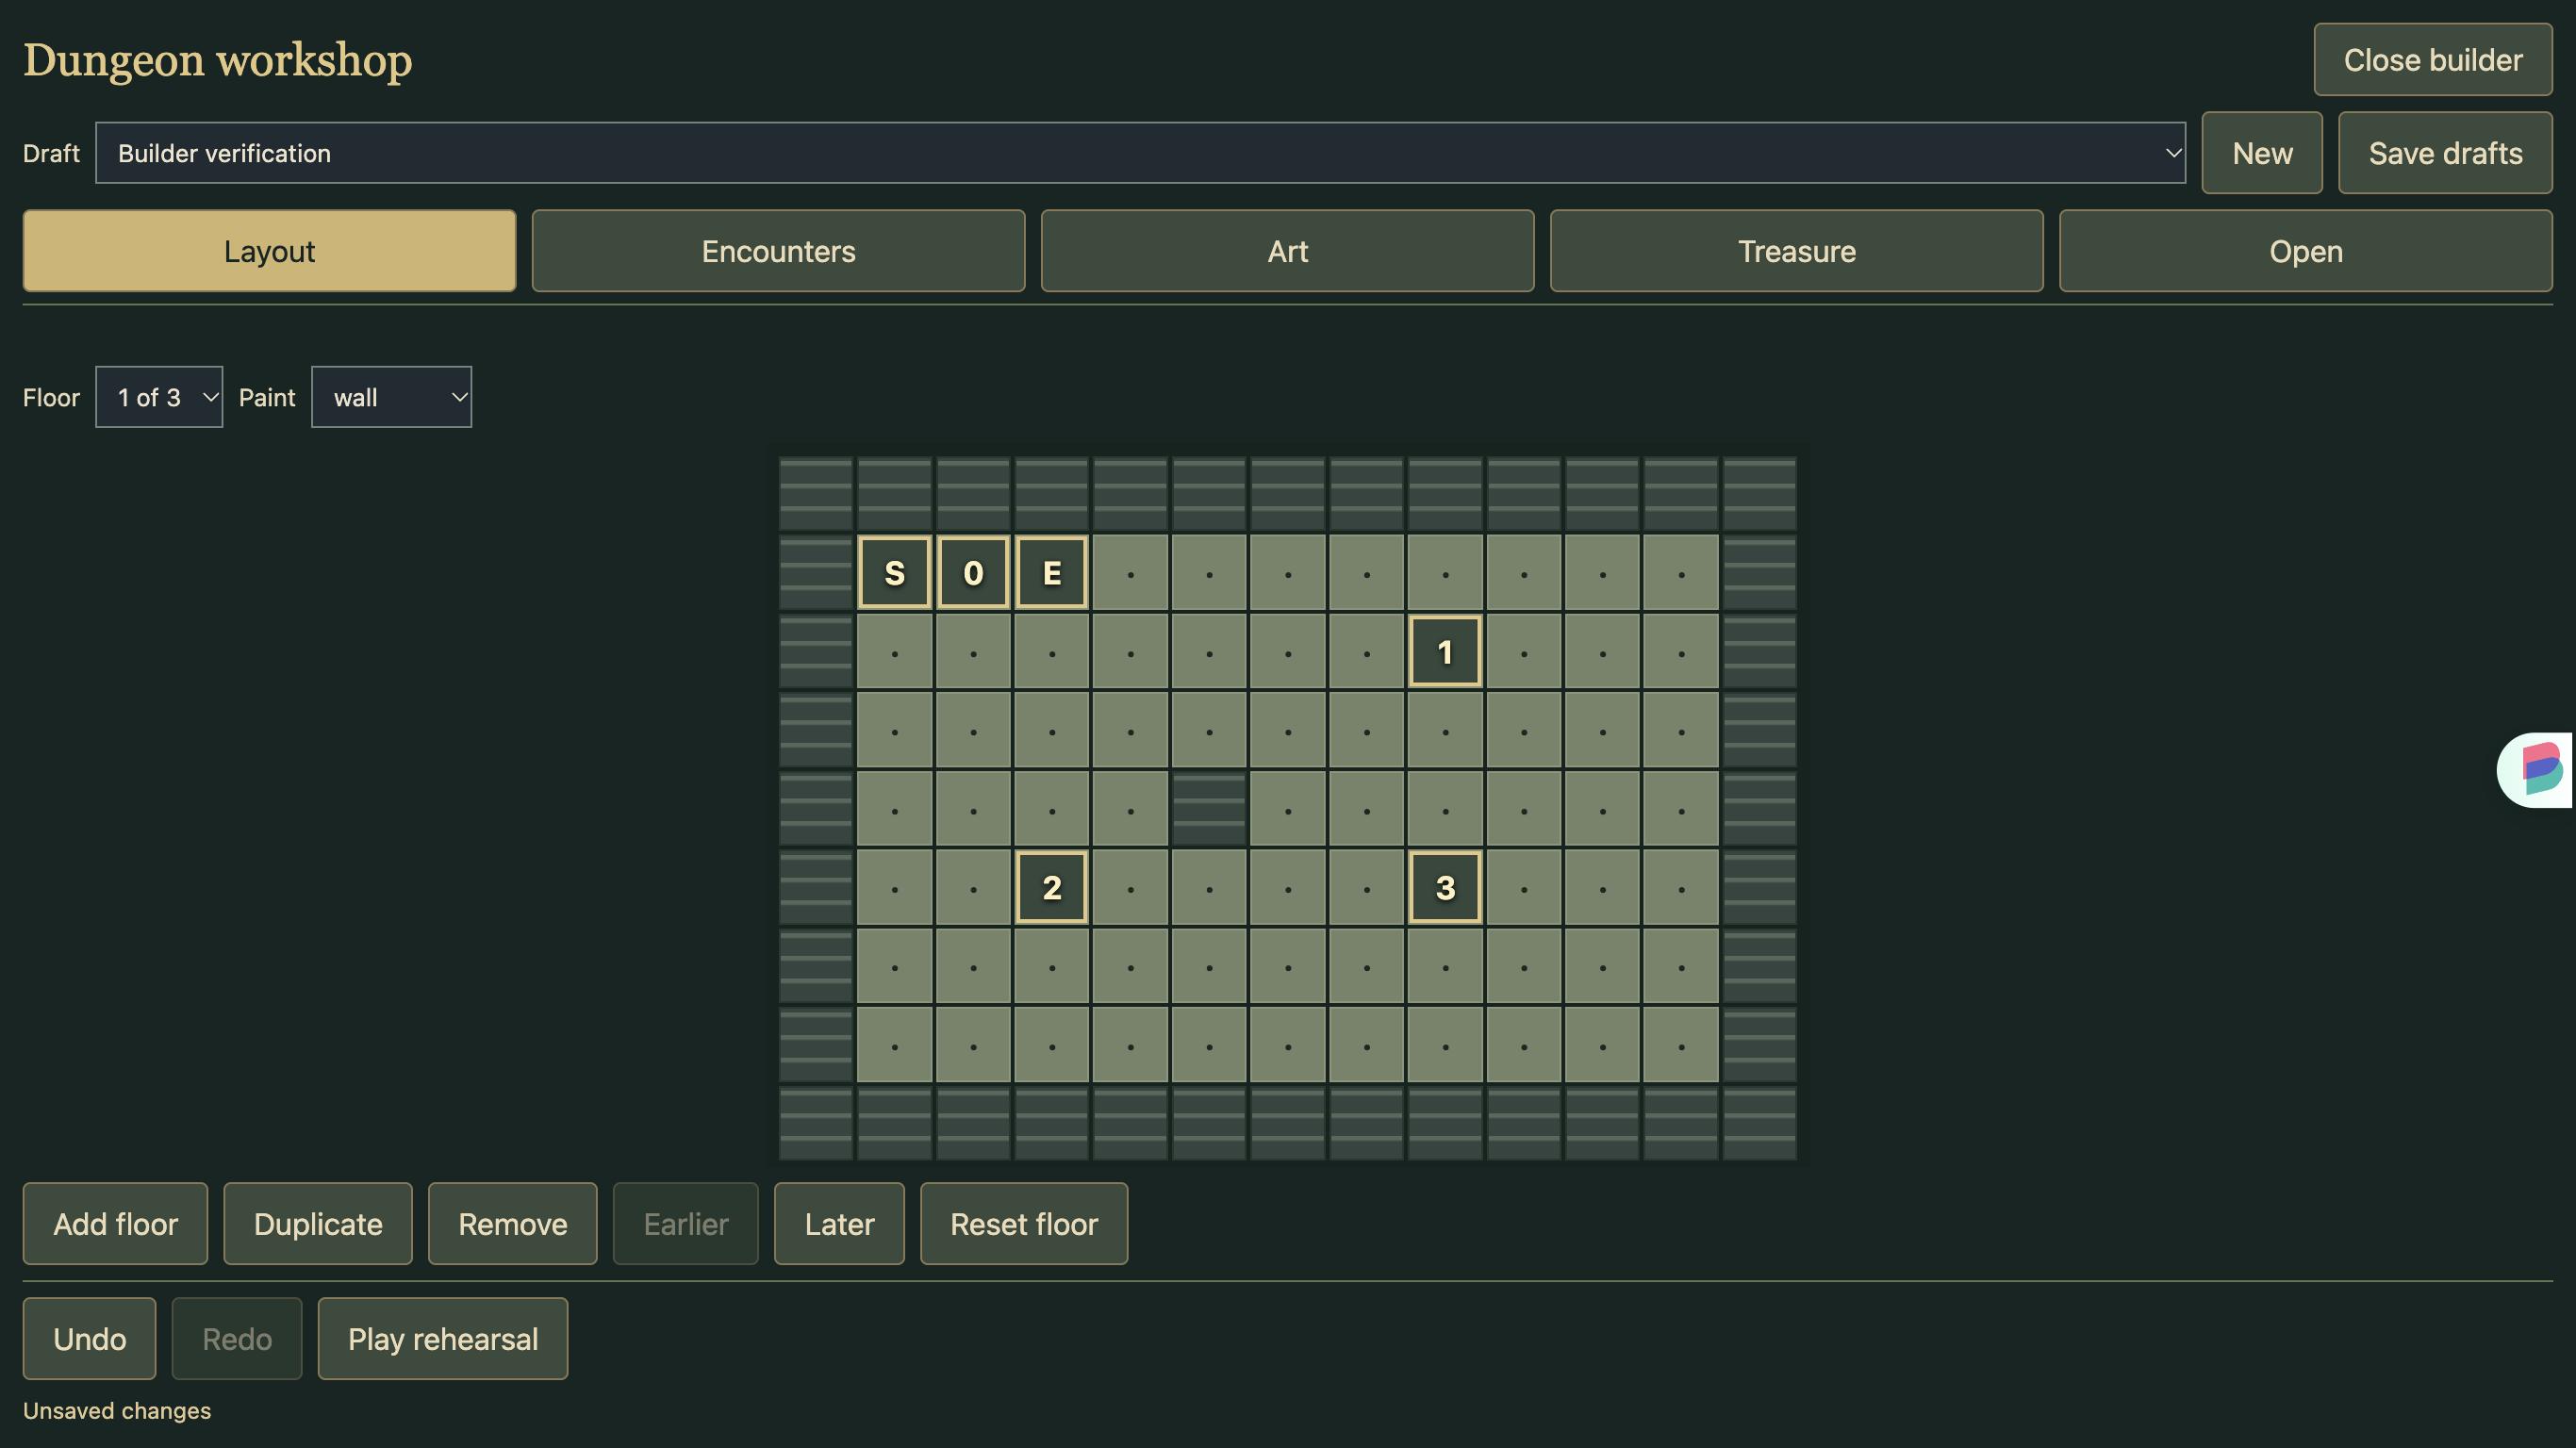 Dungeon workshop
Close builder
Draft Builder verification New Save drafts
Layout Encounters Art Treasure Open
Floor 1 of 3 Paint wall
S 0 E
1
2 3
Add floor Duplicate Remove Earlier Later Reset floor
Undo Redo Play rehearsal
Unsaved changes